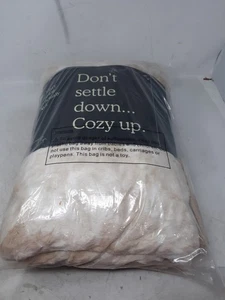 Don't
settle
down...
Cozy up.
not use this bag in cribs, beds, carriages or
playpens. This bag is not a toy.